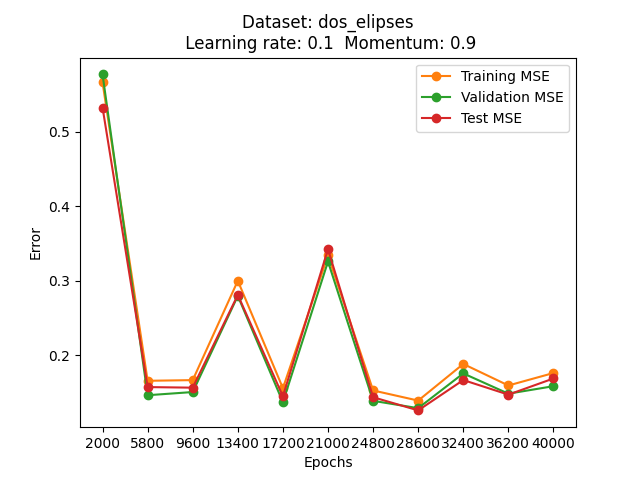 Dataset: dos_elipses
Learning rate: 0.1  Momentum: 0.9
Training MSE
Validation MSE
Test MSE
0.5
0.4
0.3
0.2
Error
2000 5800 9600 13400 17200 21000 24800 28600 32400 36200 40000
Epochs